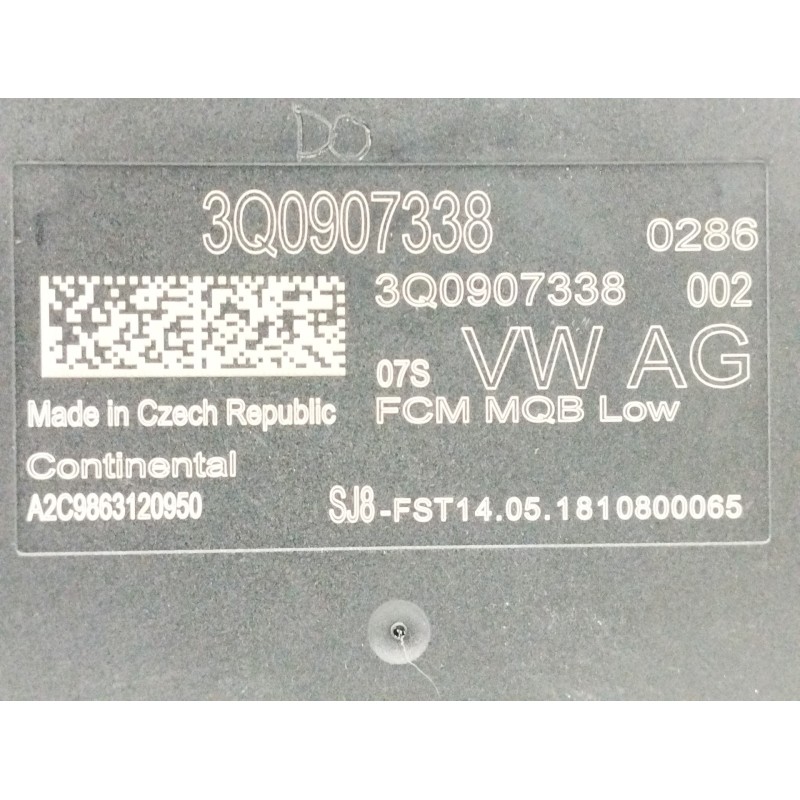 DO
3Q0907338 0286
3Q0907338 002
07S VW AG
Made in Czech Republic FCM MQB Low
Continental
A2C9863120950 SJ8-FST14.05.1810800065